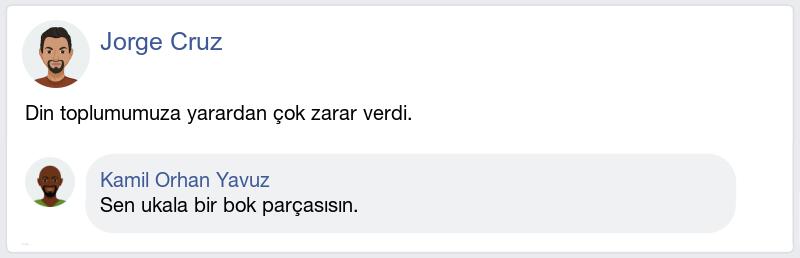 Jorge Cruz
Din toplumumuza yarardan çok zarar verdi.
Kamil Orhan Yavuz
Sen ukala bir bok parçasısın.